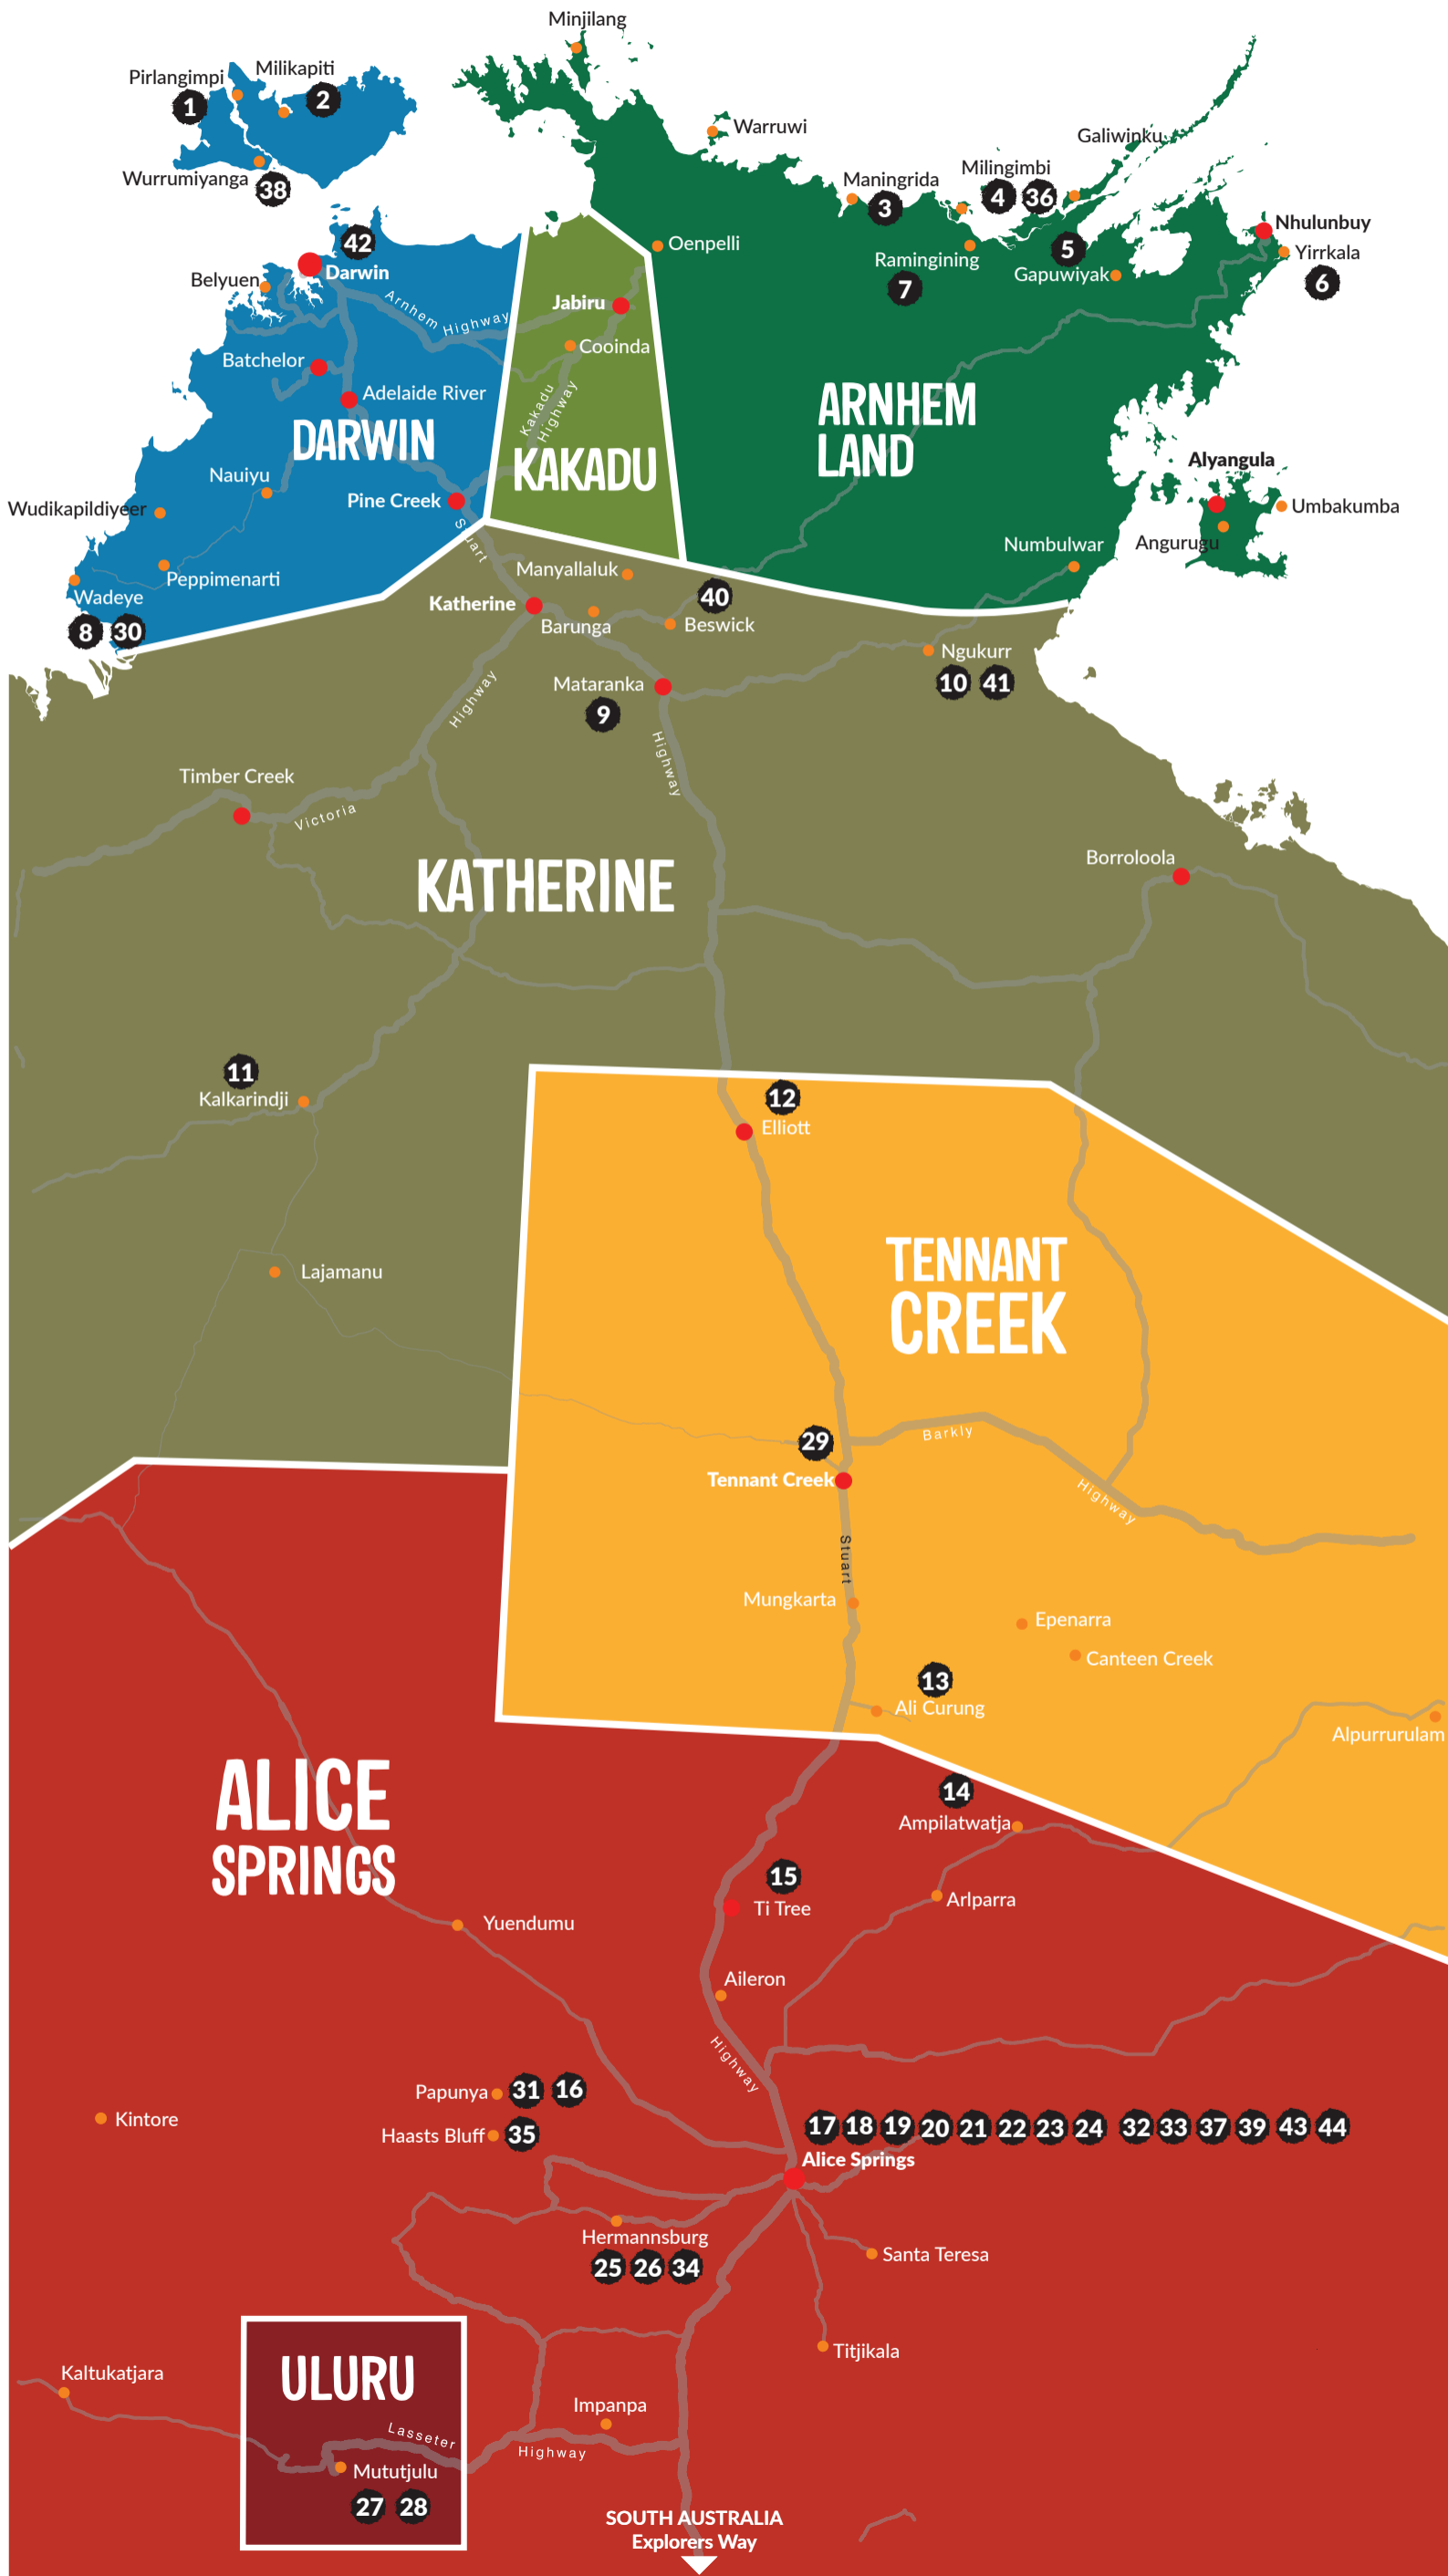 Minjilang
Pirlangimpi
Milikapiti
1
2
Wurrumiyanga
38
Warruwi
Galiwinku
Maningrida
3
Milingimbi
4 36
Oenpelli
Ramingining
7
5
Gapuwiyak
Nhulunbuy
Yirrkala
6
42
Darwin
Belyuen
Arnhem Highway
Jabiru
Cooinda
Batchelor
Adelaide River
Kakadu
Highway
DARWIN
KAKADU
ARNHEM
LAND
Nauiyu
Pine Creek
Wudikapildiyeer
Peppimenarti
Wadeye
8 30
Alyangula
Umbakumba
Angurugu
Numbulwar
Stuart
Manyallaluk
Katherine
Barunga
40
Beswick
Ngukurr
10 41
Mataranka
9
Highway
Highway
Timber Creek
Victoria
KATHERINE
Borroloola
11
Kalkarindji
12
Elliott
Lajamanu
TENNANT
CREEK
29
Tennant Creek
Barkly
Highway
Stuart
Mungkarta
Epenarra
Canteen Creek
13
Ali Curung
Alpurrurulam
ALICE
SPRINGS
14
Ampilatwatja
15
Ti Tree
Arlparra
Yuendumu
Aileron
Highway
Papunya 31 16
Kintore
Haasts Bluff 35
17 18 19 20 21 22 23 24 32 33 37 39 43 44
Alice Springs
Hermannsburg
25 26 34
Santa Teresa
Titjikala
Kaltukatjara
ULURU
Impanpa
Lasseter
Highway
Mututjulu
27 28
SOUTH AUSTRALIA
Explorers Way